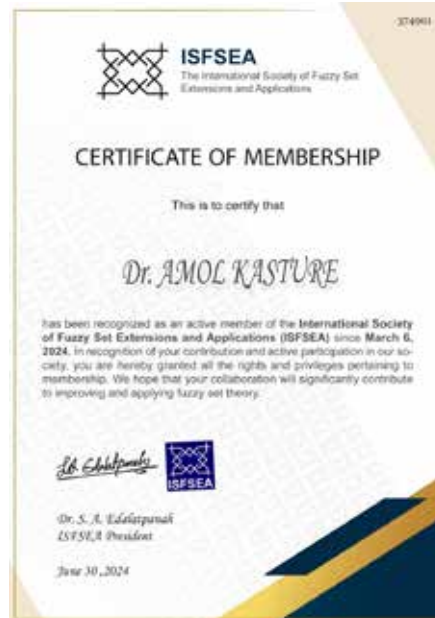 ISFSEA
The International Society of Fuzzy Set
Extensions and Applications
CERTIFICATE OF MEMBERSHIP
This is to certify that
Dr. AMOL KASTURE
has been recognized as an active member of the International Society
of Fuzzy Set Extensions and Applications (ISFSEA) since March 6,
2024. In recognition of your contribution and active participation in our so-
ciety, you are hereby granted all the rights and privileges pertaining to
membership. We hope that your collaboration will significantly contribute
to improving and applying fuzzy set theory.
ISFSEA
Dr. S. A. Edalatpanah
ISFSEA President
June 30 ,2024